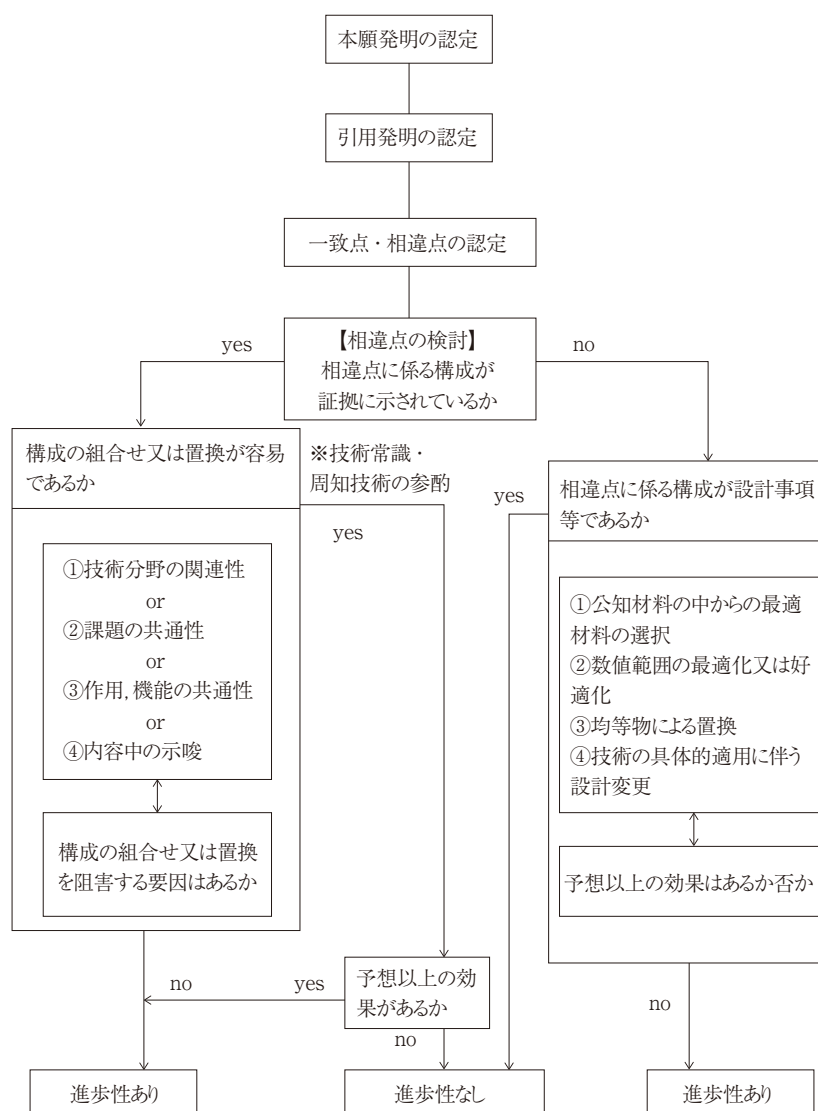 本願発明の認定
引用発明の認定
一致点・相違点の認定
【相違点の検討】
相違点に係る構成が
証拠に示されているか
yes
no
構成の組合せ又は置換が容易
であるか
※技術常識・
周知技術の参酌
yes
①技術分野の関連性
or
②課題の共通性
or
③作用，機能の共通性
or
④内容中の示唆
構成の組合せ又は置換
を阻害する要因はあるか
相違点に係る構成が設計事項
等であるか
yes
①公知材料の中からの最適
材料の選択
②数値範囲の最適化又は好
適化
③均等物による置換
④技術の具体的適用に伴う
設計変更
予想以上の効果はあるか否か
予想以上の効
果があるか
no
yes
no
no
進歩性あり
進歩性なし
進歩性あり